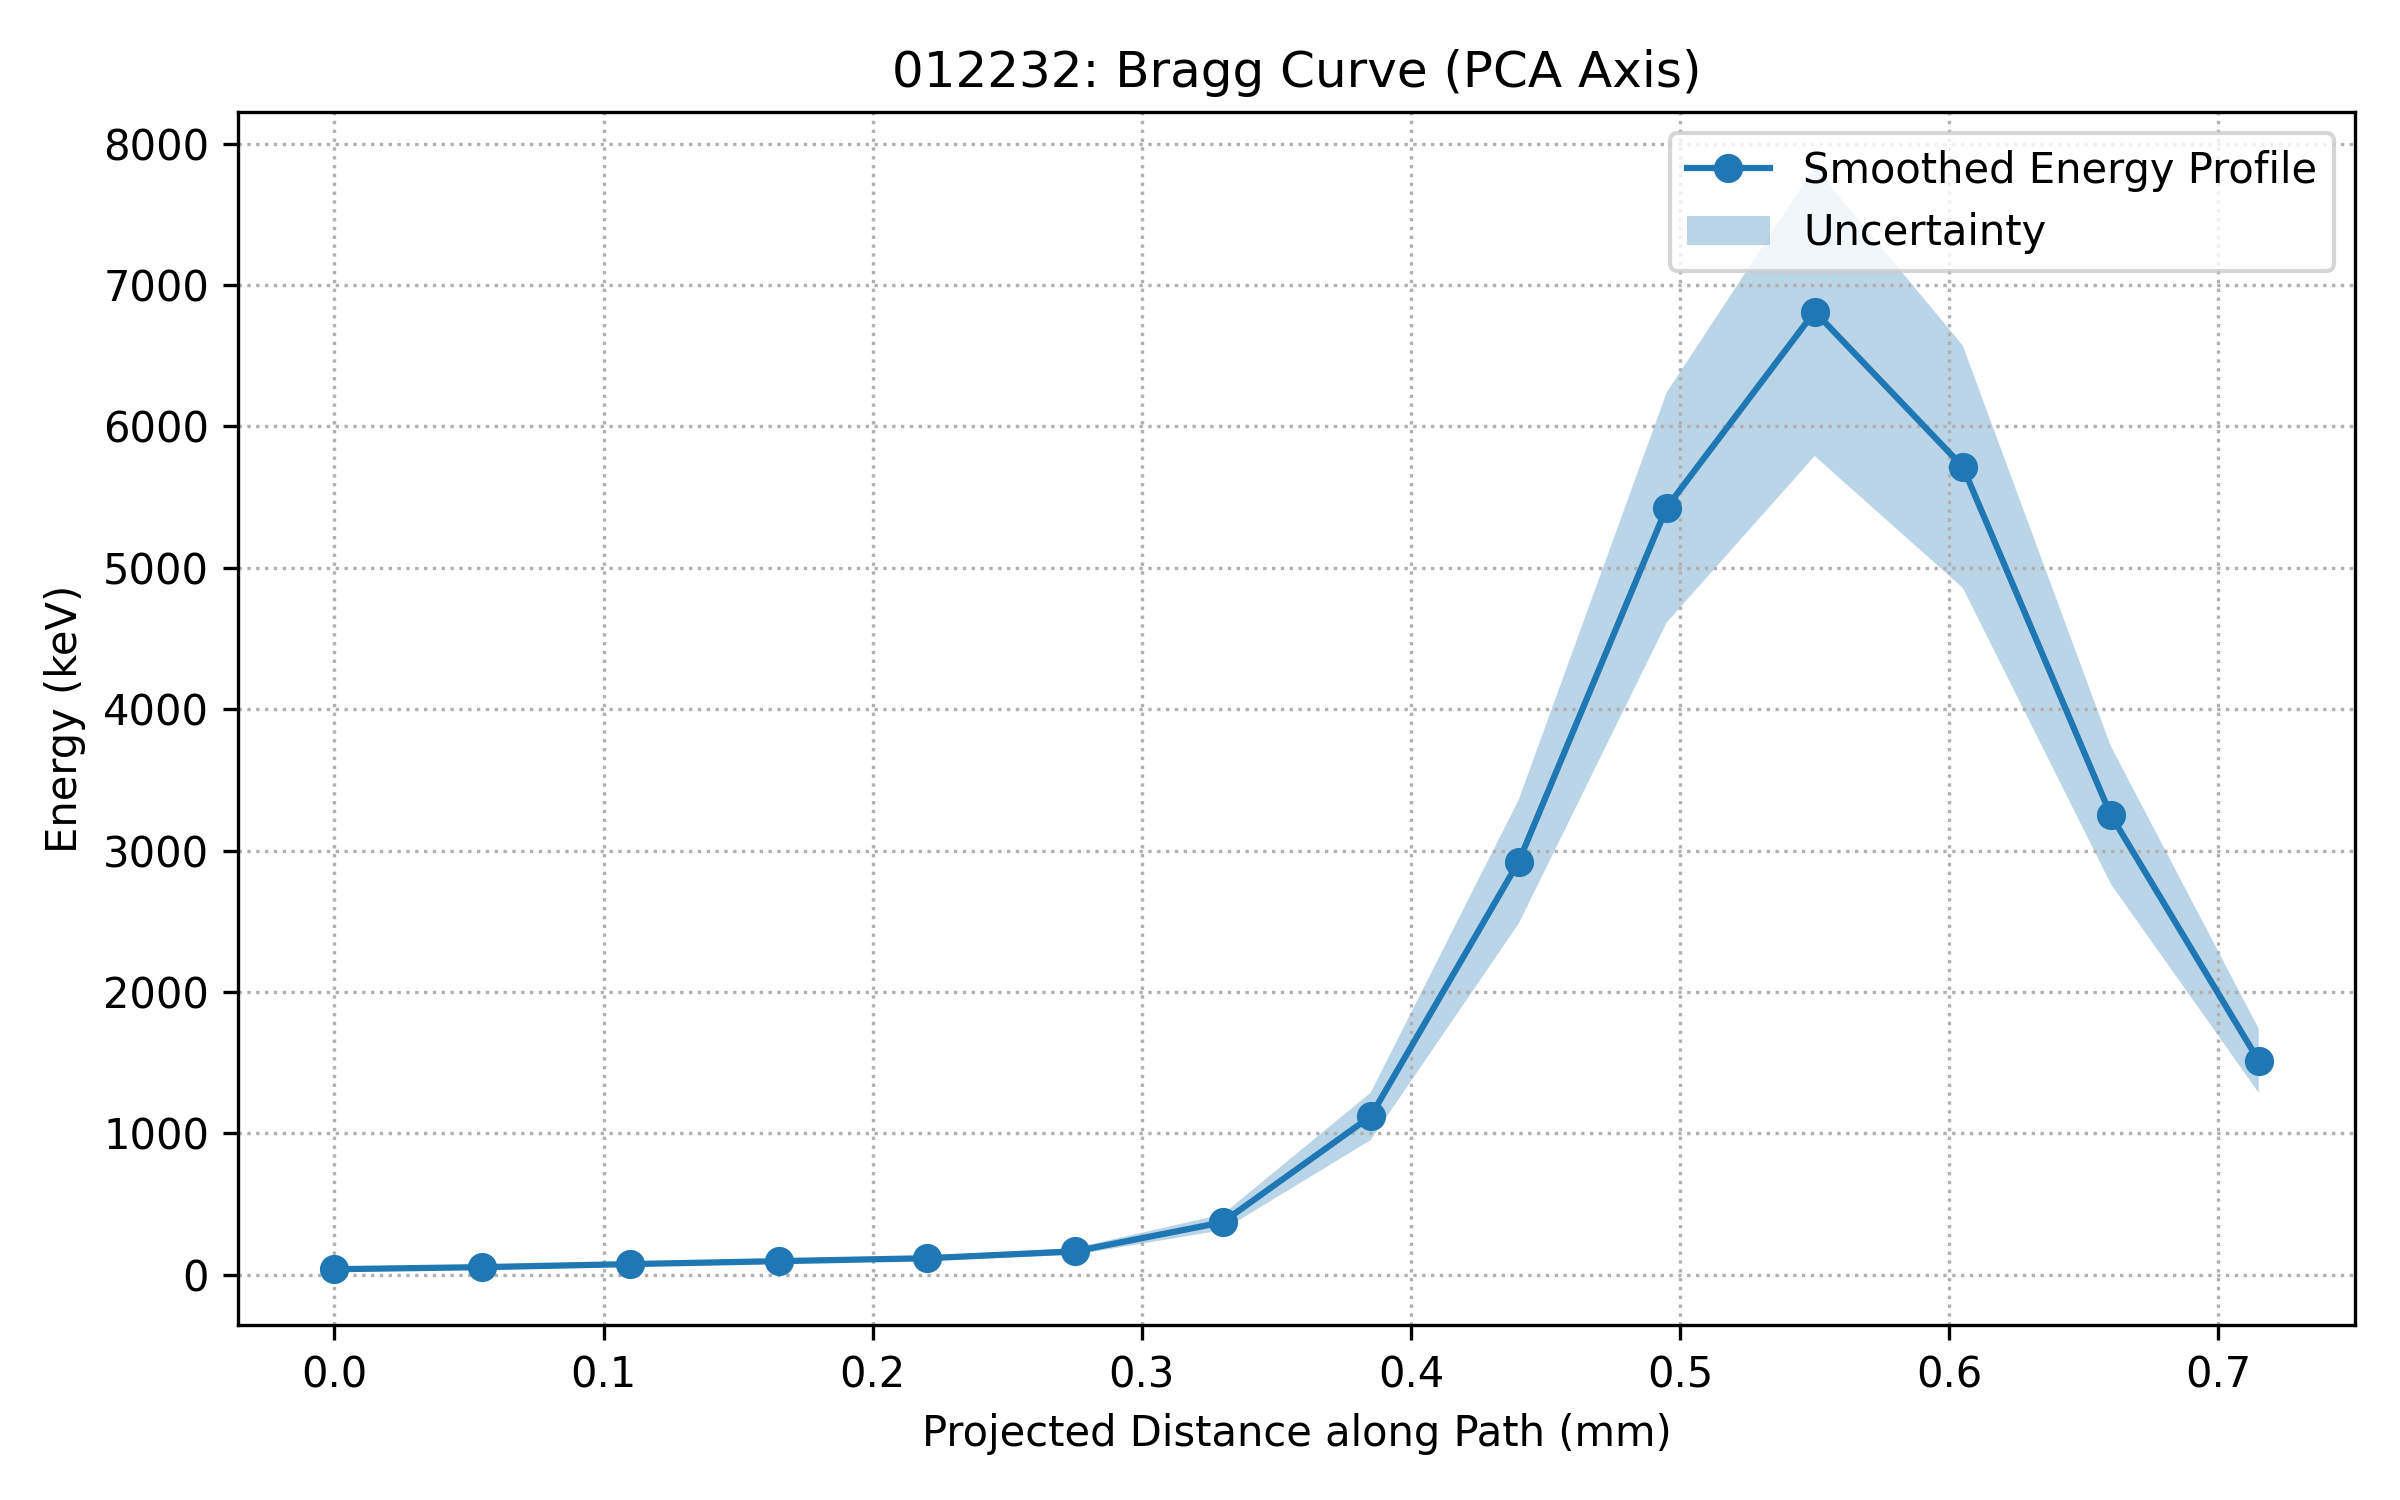 012232: Bragg Curve (PCA Axis)
8000
7000
6000
5000
4000
3000
2000
1000
0
Energy (keV)
Smoothed Energy Profile
Uncertainty
0.0 0.1 0.2 0.3 0.4 0.5 0.6 0.7
Projected Distance along Path (mm)